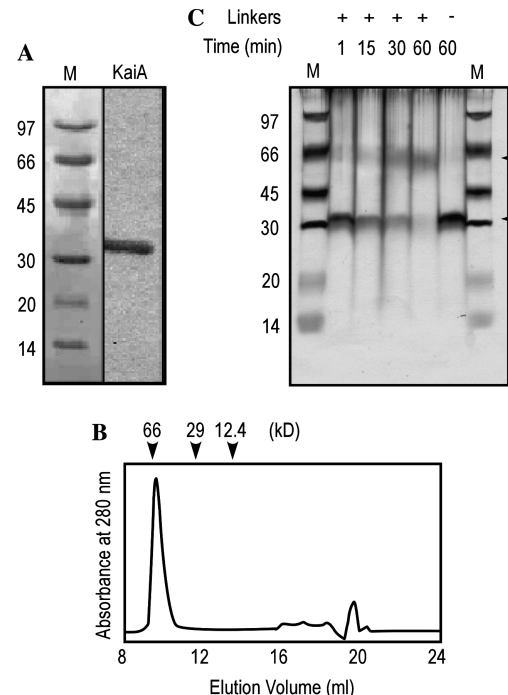 A
M KaiA
97
66
45
30
20
14
C
Linkers + + + + -
Time (min) 1 15 30 60 60
M M
97
66
45
30
20
14
B
66 29 12.4 (kD)
Absorbance at 280 nm
8 12 16 20 24
Elution Volume (ml)